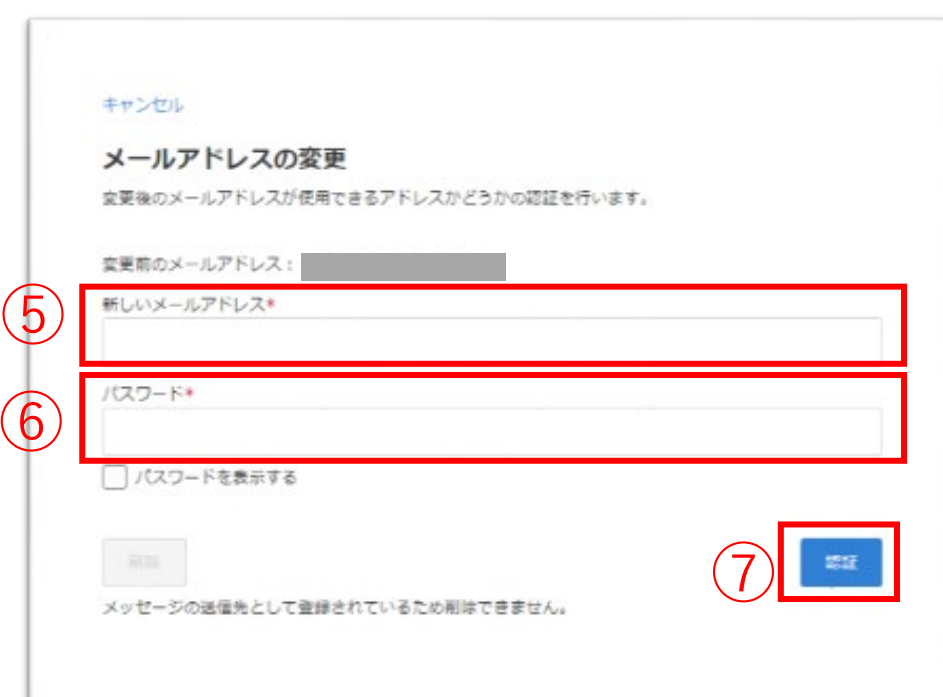 キャンセル
メールアドレスの変更
変更後のメールアドレスが使用できるアドレスかどうかの認証を行います。
変更前のメールアドレス：
⑤
新しいメールアドレス*
⑥
パスワード*
パスワードを表示する
削除
⑦
認証
メッセージの送信先として登録されているため削除できません。